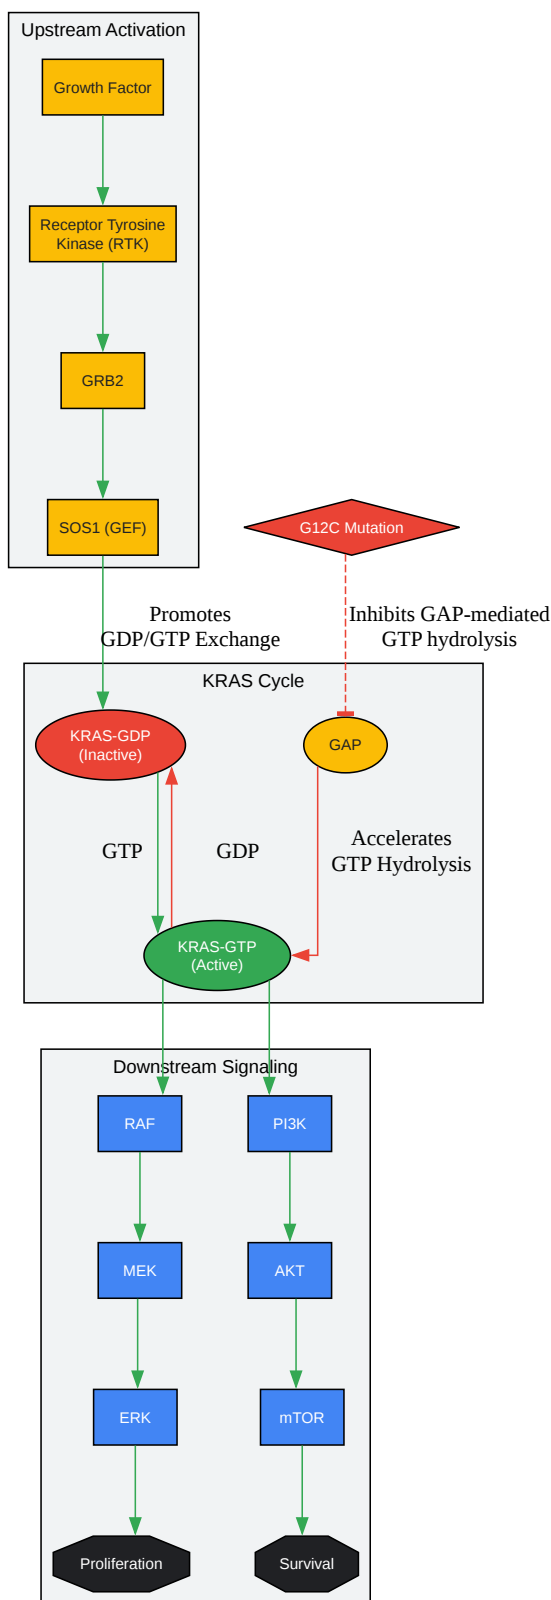 Upstream Activation
Growth Factor
Receptor Tyrosine
Kinase (RTK)
GRB2
SOS1 (GEF)
G12C Mutation
Promotes
GDP/GTP Exchange
Inhibits GAP-mediated
GTP hydrolysis
KRAS Cycle
KRAS-GDP
(Inactive)
GAP
GTP
GDP
Accelerates
GTP Hydrolysis
KRAS-GTP
(Active)
Downstream Signaling
RAF
PI3K
MEK
AKT
ERK
mTOR
Proliferation
Survival